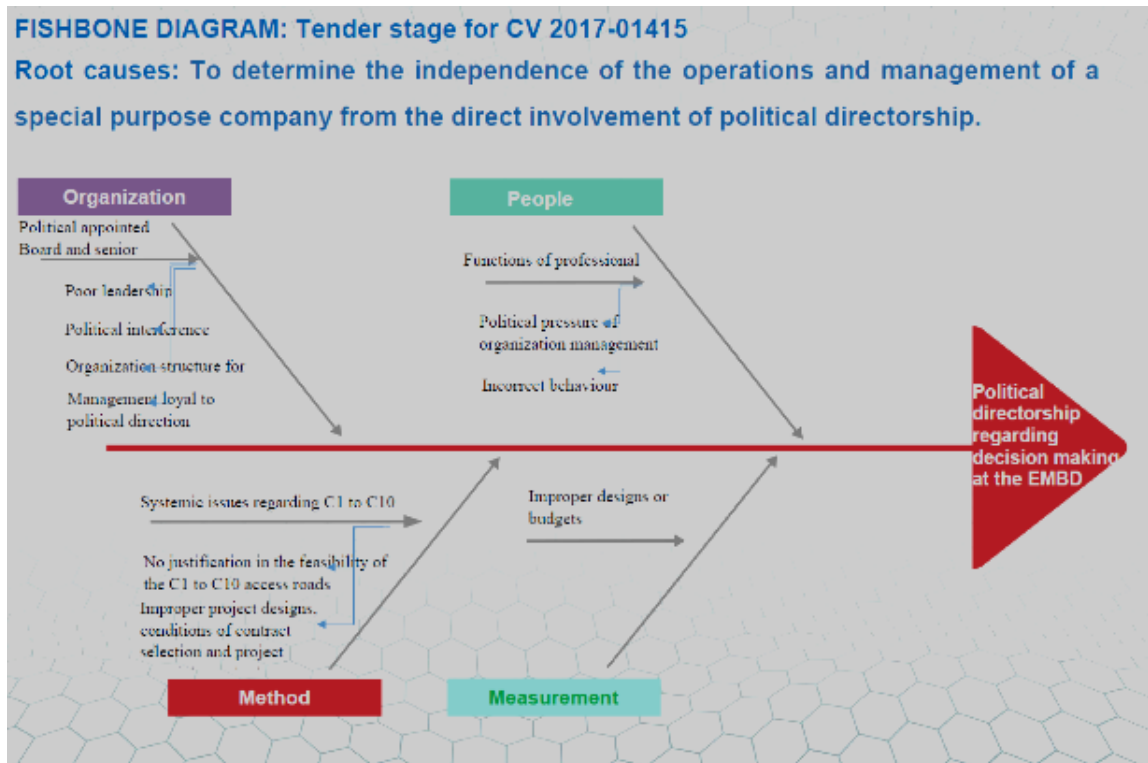 FISHBONE DIAGRAM: Tender stage for CV 2017-01415
Root causes: To determine the independence of the operations and management of a
special purpose company from the direct involvement of political directorship.
Organization
Political appointed
Board and senior
Poor leadership
Political interference
Organization structure for
Management loyal to
political direction
People
Functions of professional
Political pressure of
organization management
Incorrect behaviour
Political
directorship
regarding
decision making
at the EMBD
Systemic issues regarding C1 to C10
No justification in the feasibility of
the C1 to C10 access roads
Improper project designs,
conditions of contract
selection and project
Method
Improper designs or
budgets
Measurement